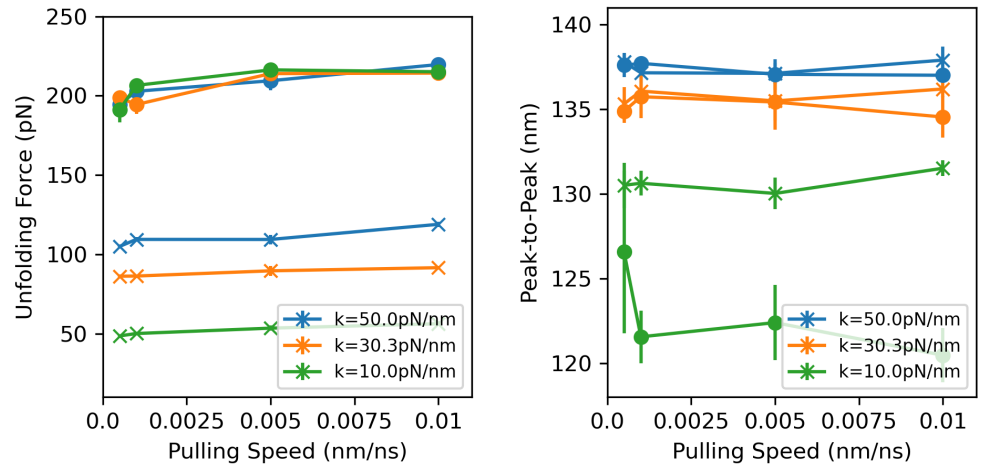 250
200
150
100
50
Unfolding Force (pN)
k=50.0pN/nm
k=30.3pN/nm
k=10.0pN/nm
0.0 0.0025 0.005 0.0075 0.01
Pulling Speed (nm/ns)
140
135
130
125
120
Peak-to-Peak (nm)
k=50.0pN/nm
k=30.3pN/nm
k=10.0pN/nm
0.0 0.0025 0.005 0.0075 0.01
Pulling Speed (nm/ns)